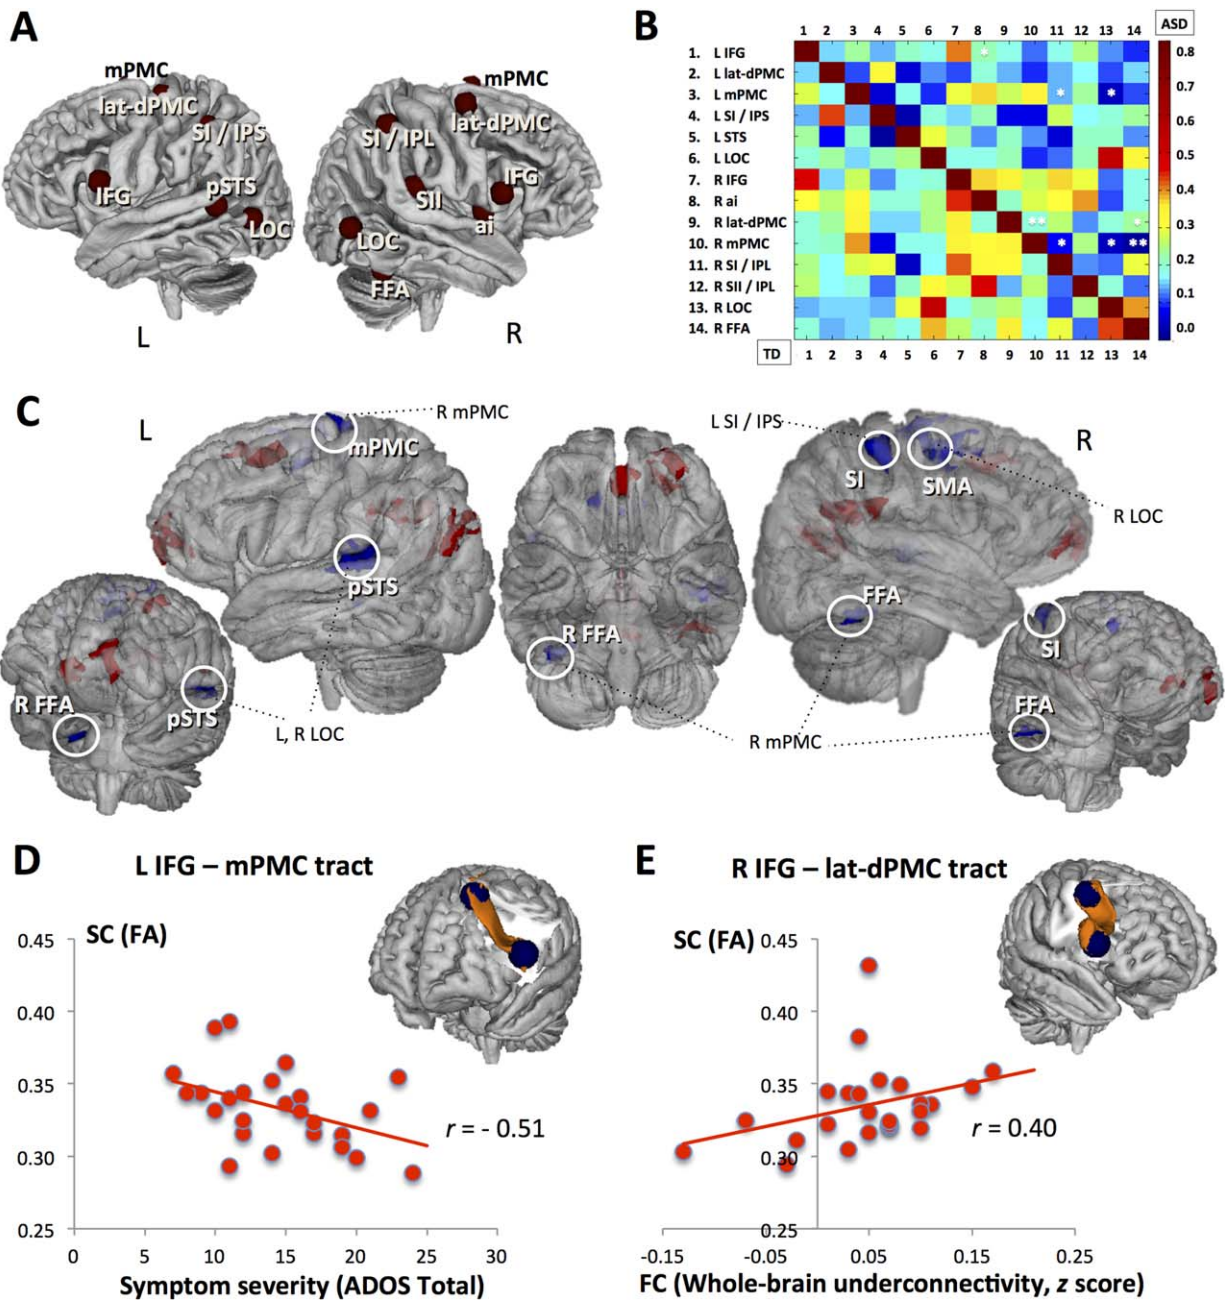 A
mPMC
lat-dPMC
SI / IPS
IFG
pSTS
LOC
L
mPMC
lat-dPMC
SI / IPL
SII
IFG
ai
LOC
FFA
R
B
1 2 3 4 5 6 7 8 9 10 11 12 13 14
ASD
1. L IFG
2. L lat-dPMC
3. L mPMC
4. L SI / IPS
5. L STS
6. L LOC
7. R IFG
8. R ai
9. R lat-dPMC
10. R mPMC
11. R SI / IPL
12. R SII / IPL
13. R LOC
14. R FFA
* * *
** *
* * **
0.8
0.7
0.6
0.5
0.4
0.3
0.2
0.1
0.0
TD
1 2 3 4 5 6 7 8 9 10 11 12 13 14
C
L
R mPMC
mPMC
pSTS
R FFA
pSTS
L, R LOC
R FFA
L SI / IPS
R
SI
SMA
R LOC
FFA
SI
FFA
R mPMC
D
L IFG – mPMC tract
SC (FA)
0.45
0.40
0.35
0.30
0.25
r = - 0.51
0 5 10 15 20 25 30
Symptom severity (ADOS Total)
E
R IFG – lat-dPMC tract
SC (FA)
0.45
0.40
0.35
0.30
0.25
r = 0.40
-0.15 -0.05 0.05 0.15 0.25
FC (Whole-brain underconnectivity, z score)